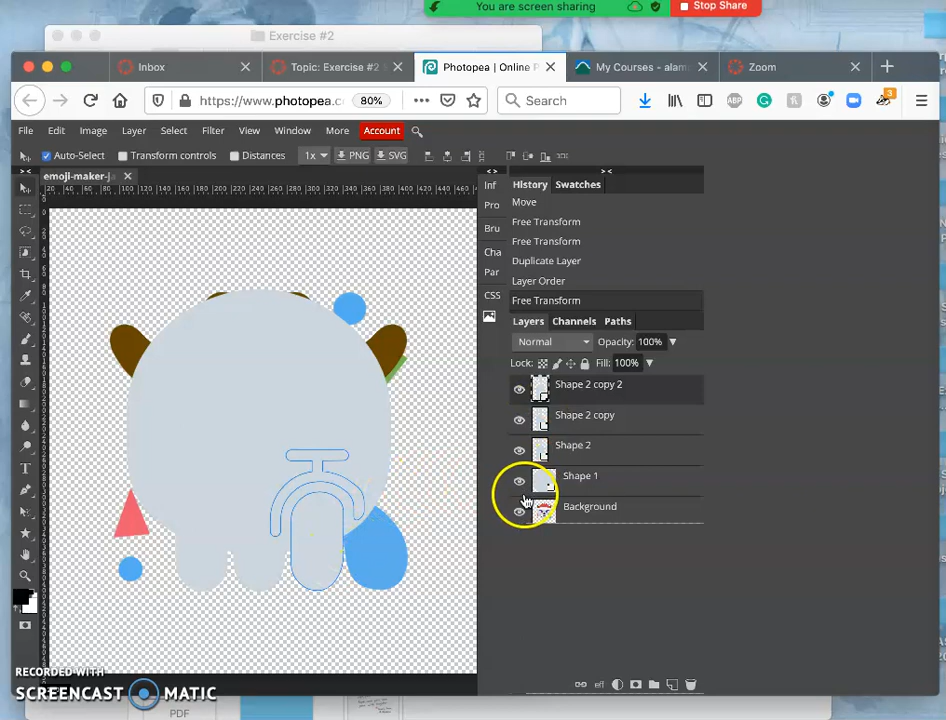 You are screen sharing
Stop Share
Exercise #2
Inbox
Topic: Exercise #2
Photopea | Online P
My Courses - alam
Zoom
https://www.photopea.c
80%
Search
ABP
3
File Edit Image Layer Select Filter View Window More Account
Auto-Select Transform controls Distances 1x PNG SVG
emoji-maker-j
Inf
Pro
Bru
Cha
Par
CSS
History Swatches
Move
Free Transform
Free Transform
Duplicate Layer
Layer Order
Free Transform
Layers Channels Paths
Normal Opacity: 100%
Lock: Fill: 100%
Shape 2 copy 2
Shape 2 copy
Shape 2
Shape 1
Background
eff
RECORDED WITH
SCREENCAST MATIC
PDF